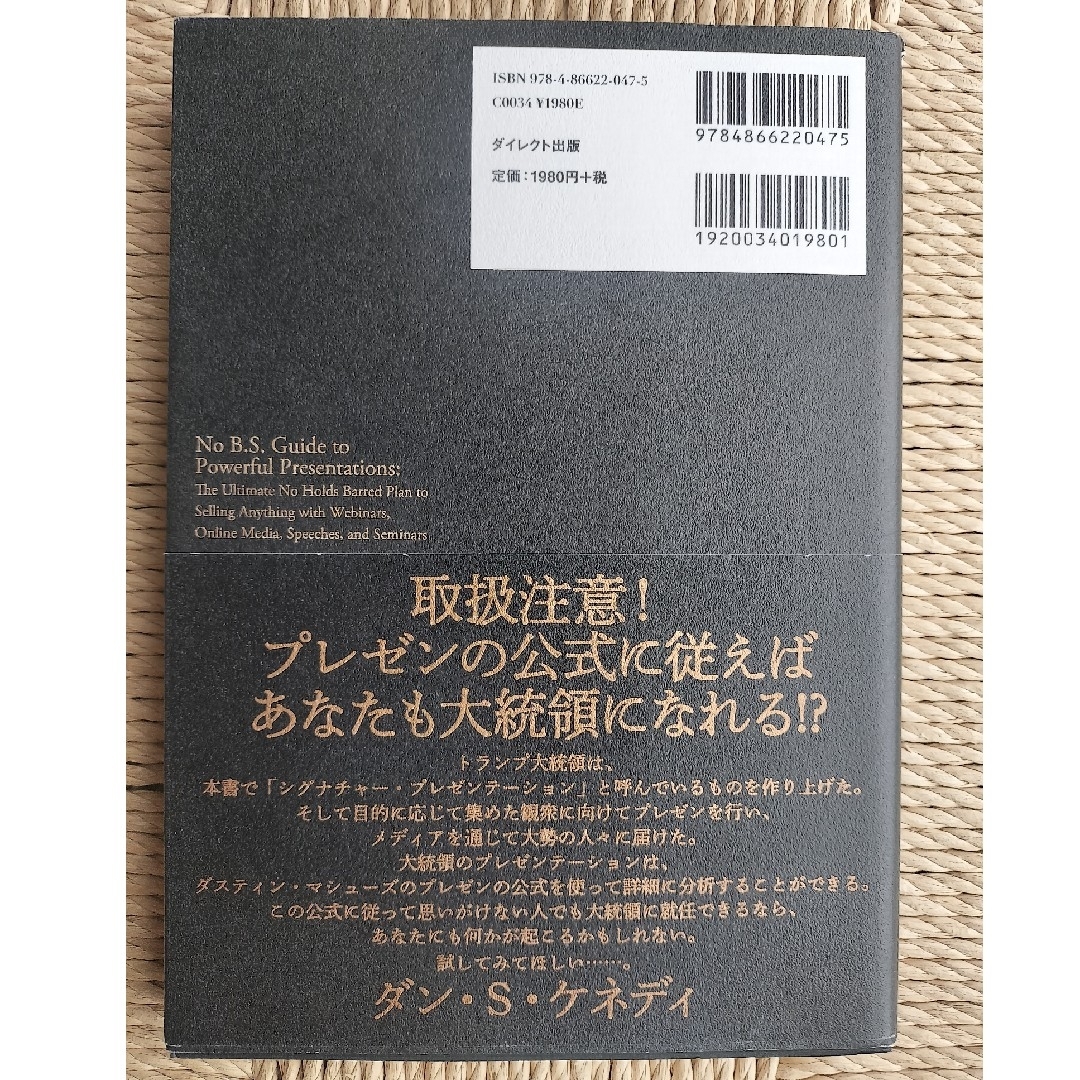 ISBN 978-4-86622-047-5
C0034 ¥1980E
ダイレクト出版
定価：1980円+税
9784866220475
1920034019801
No B.S. Guide to
Powerful Presentations:
The Ultimate No Holds Barred Plan to
Selling Anything with Webinars,
Online Media, Speeches, and Seminars
取扱注意！
プレゼンの公式に従えば
あなたも大統領になれる!?
トランプ大統領は、
本書で「シグナチャー・プレゼンテーション」と呼んでいるものを作り上げた。
そして目的に応じて集めた観衆に向けてプレゼンを行い、
メディアを通じて大勢の人々に届けた。
大統領のプレゼンテーションは、
ダスティン・マシューズのプレゼンの公式を使って詳細に分析することができる。
この公式に従って思いがけない人でも大統領に就任できるなら、
あなたにも何かが起こるかもしれない。
試してみてほしい……。
ダン・S・ケネディ